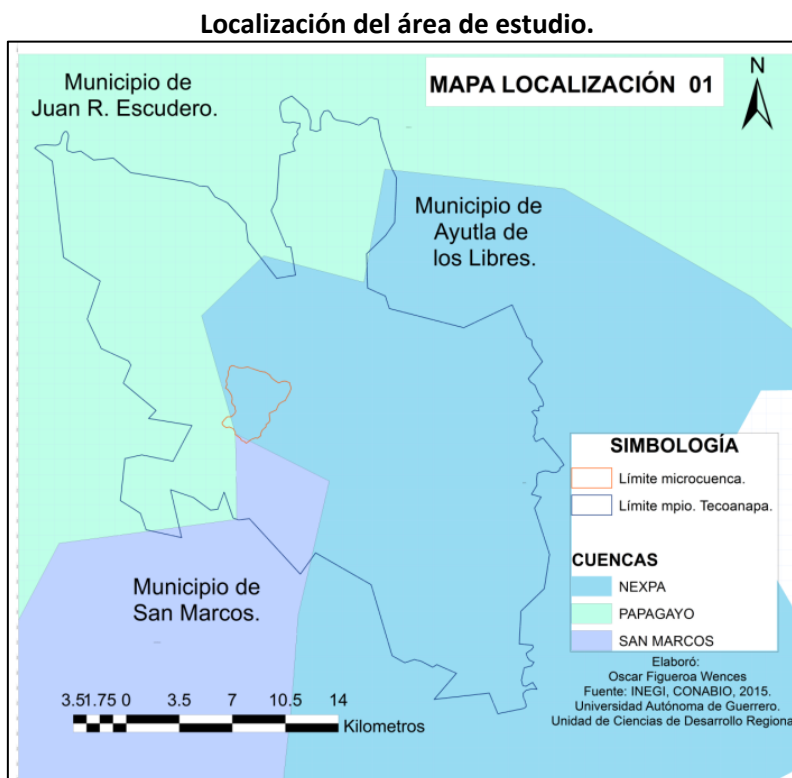 Localización del área de estudio.
MAPA LOCALIZACIÓN 01
N
Municipio de
Juan R. Escudero.
Municipio de
Ayutla de
los Libres.
Municipio de
San Marcos.
SIMBOLOGÍA
Límite microcuenca.
Límite mpio. Tecoanapa.
CUENCAS
NEXPA
PAPAGAYO
SAN MARCOS
Elaboró:
Oscar Figueroa Wences
Fuente: INEGI, CONABIO, 2015.
Universidad Autónoma de Guerrero.
Unidad de Ciencias de Desarrollo Regional
3.51.75 0 3.5 7 10.5 14
Kilometros